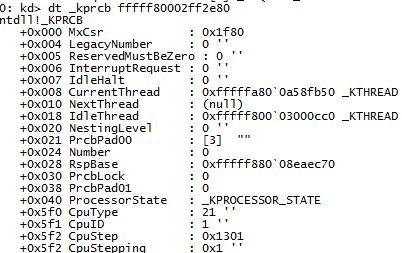 0: kd> dt _kprcb fffff80002ff2e80
ntdll!_KPRCB
+0x000 MxCsr : 0x1f80
+0x004 LegacyNumber : 0 ''
+0x005 ReservedMustBeZero : 0 ''
+0x006 InterruptRequest : 0 ''
+0x007 IdleHalt : 0 ''
+0x008 CurrentThread : 0xfffffa80`0a58fb50 _KTHREAD
+0x010 NextThread : (null)
+0x018 IdleThread : 0xfffff800`03000cc0 _KTHREAD
+0x020 NestingLevel : 0 ''
+0x021 PrcbPad00 : [3] ""
+0x024 Number : 0
+0x028 RspBase : 0xfffff880`08eaec70
+0x030 PrcbLock : 0
+0x038 PrcbPad01 : 0
+0x040 ProcessorState : _KPROCESSOR_STATE
+0x5f0 CpuType : 21 ''
+0x5f1 CpuID : 1 ''
+0x5f2 CpuStep : 0x1301
+0x5f2 CpuStepping : 0x1 ''